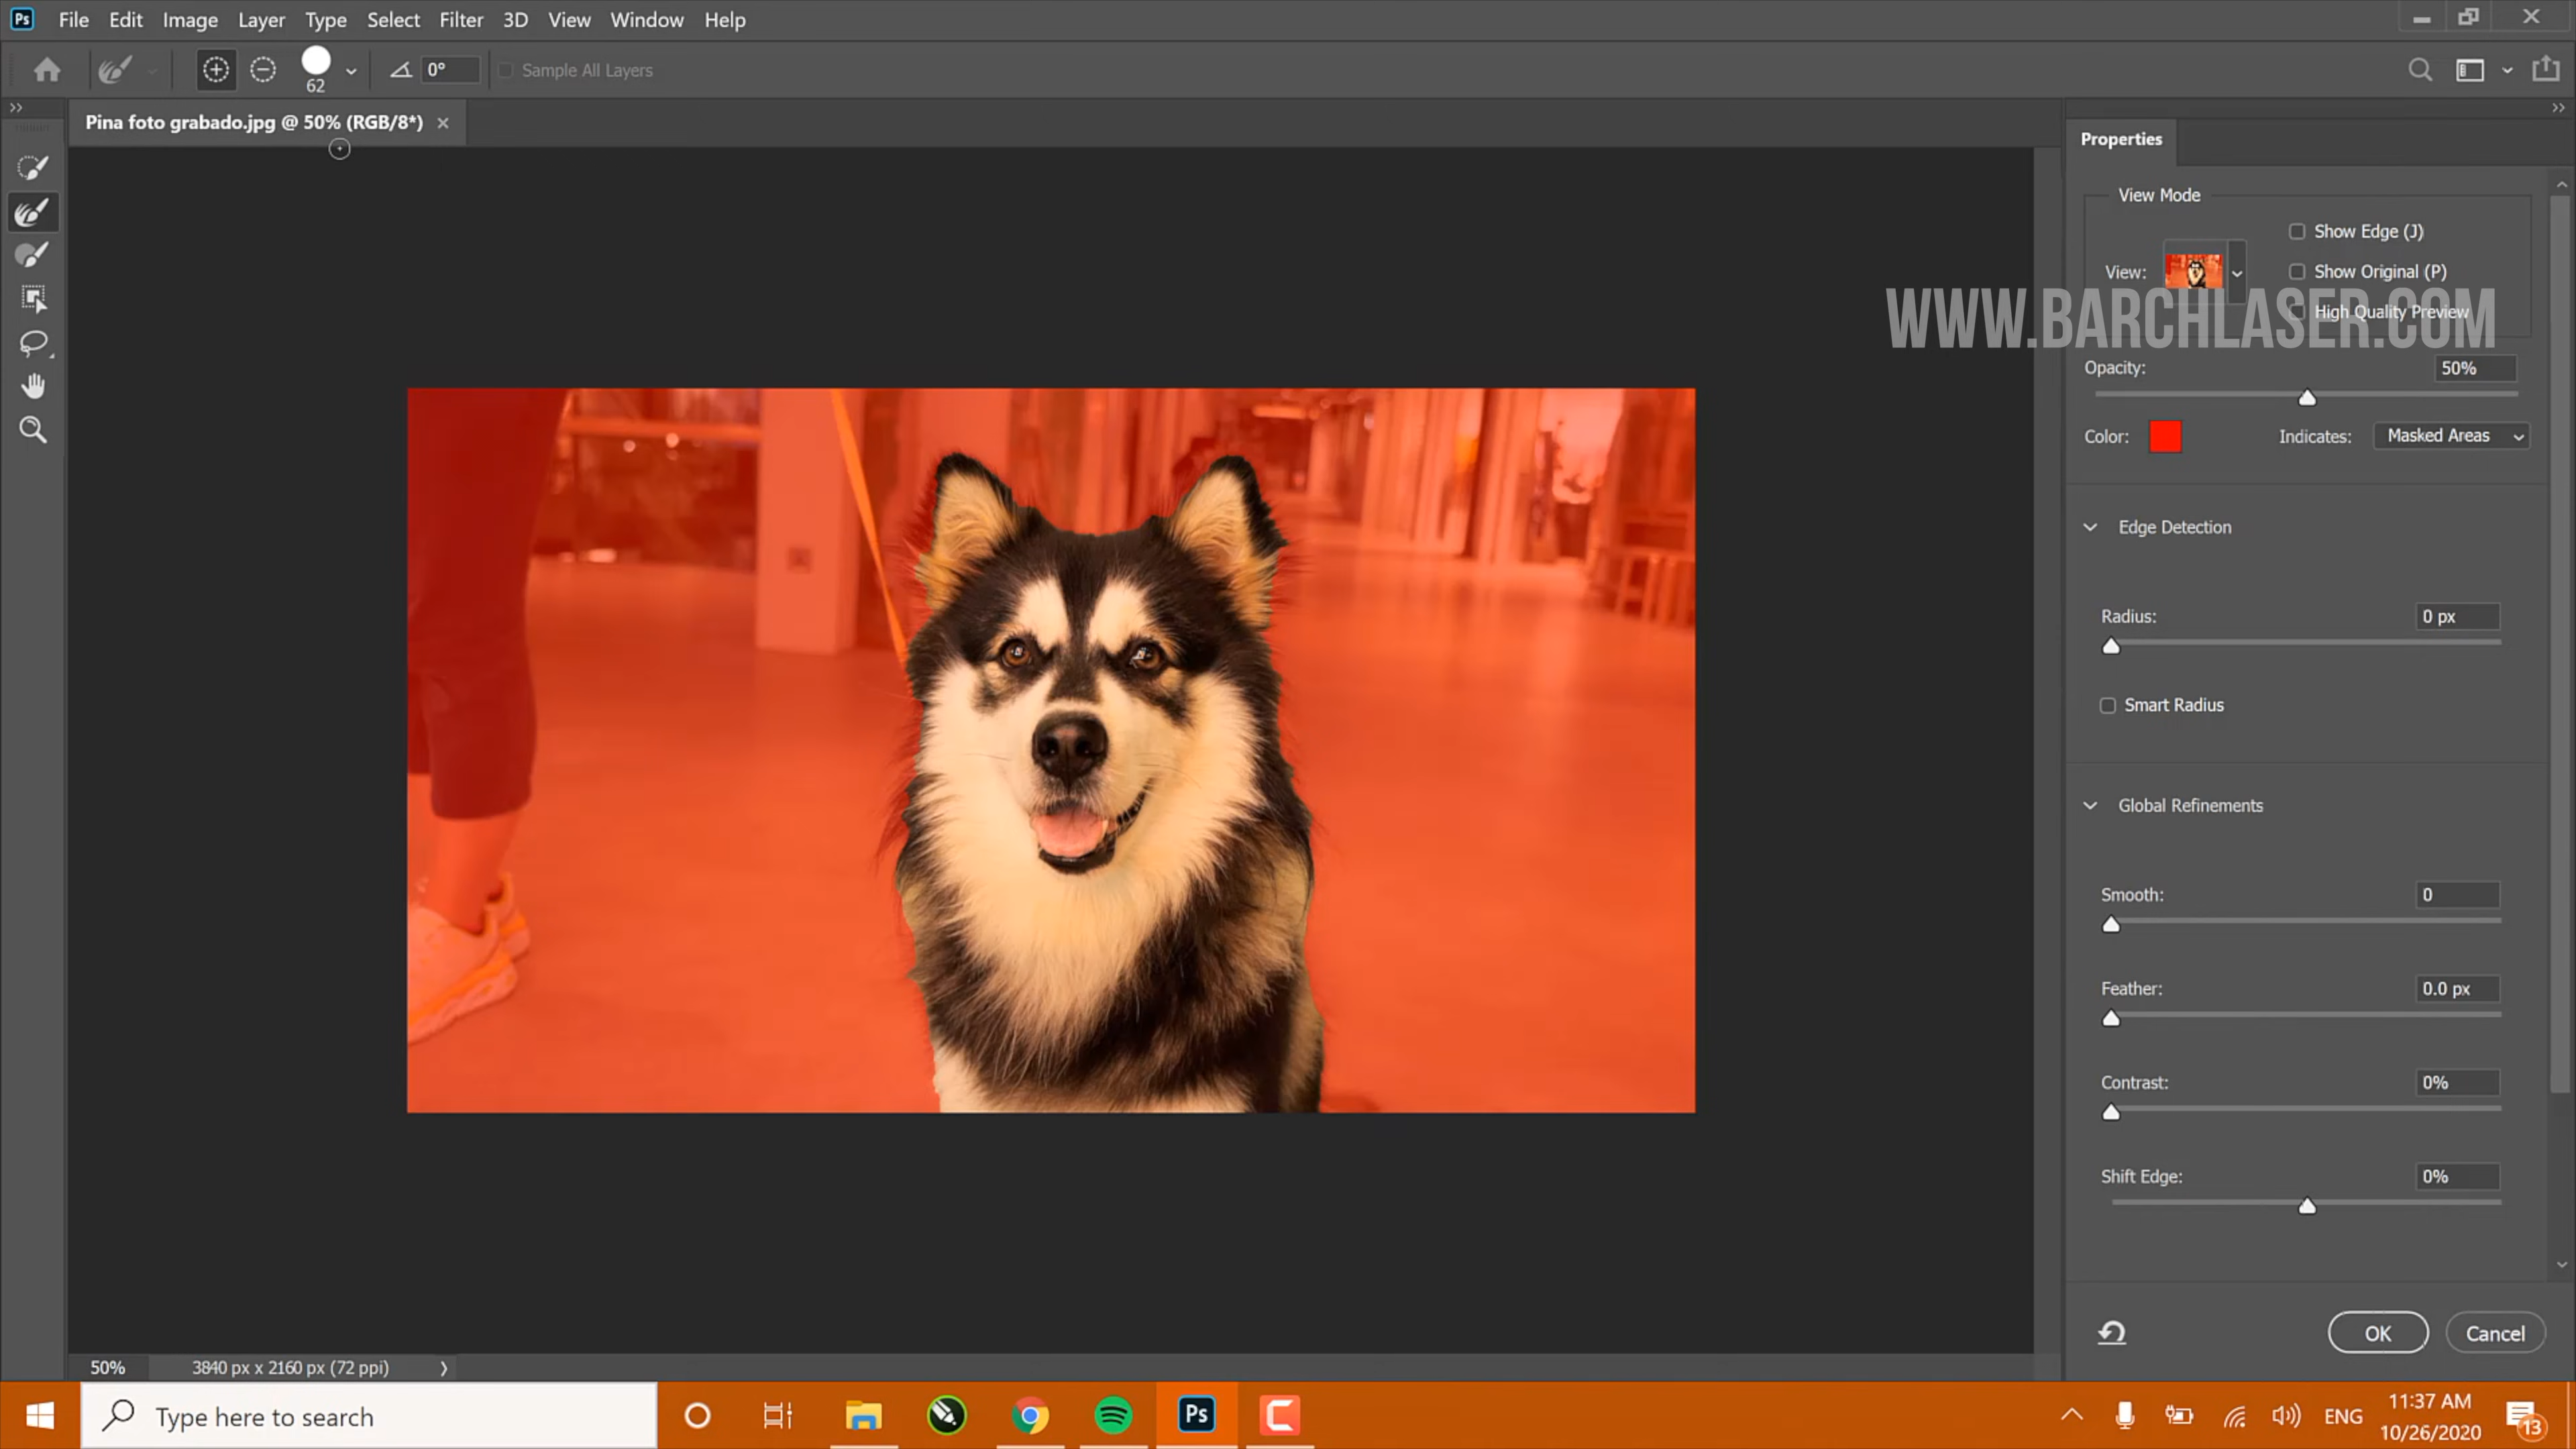 Ps File Edit Image Layer Type Select Filter 3D View Window Help
62 0° Sample All Layers
Pina foto grabado.jpg @ 50% (RGB/8*)
Properties
View Mode
Show Edge (J)
View: Show Original (P)
High Quality Preview
WWW.BARCHLASER.COM
Opacity: 50%
Color: Indicates: Masked Areas
Edge Detection
Radius: 0 px
Smart Radius
Global Refinements
Smooth: 0
Feather: 0.0 px
Contrast: 0%
Shift Edge: 0%
OK Cancel
50% 3840 px x 2160 px (72 ppi)
Type here to search Ps ENG 11:37 AM
10/26/2020 13